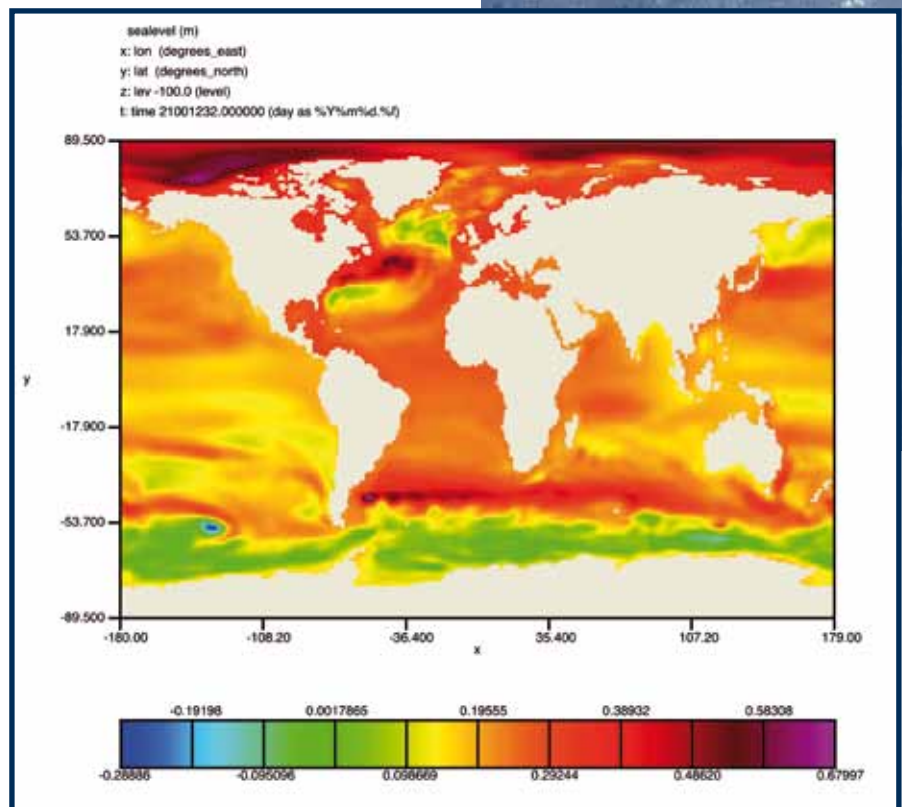 sealevel (m)
x: lon (degrees_east)
y: lat (degrees_north)
z: lev -100.0 (level)
t: time 21001232.000000 (day as %Y%m%d.%f)
89.500
53.700
17.900
y
-17.900
-53.700
-89.500
-180.00 -108.20 -36.400 35.400 107.20 179.00
x
-0.19198 0.0017865 0.19555 0.38932 0.58308
-0.28886 -0.095096 0.098669 0.29244 0.48620 0.67997